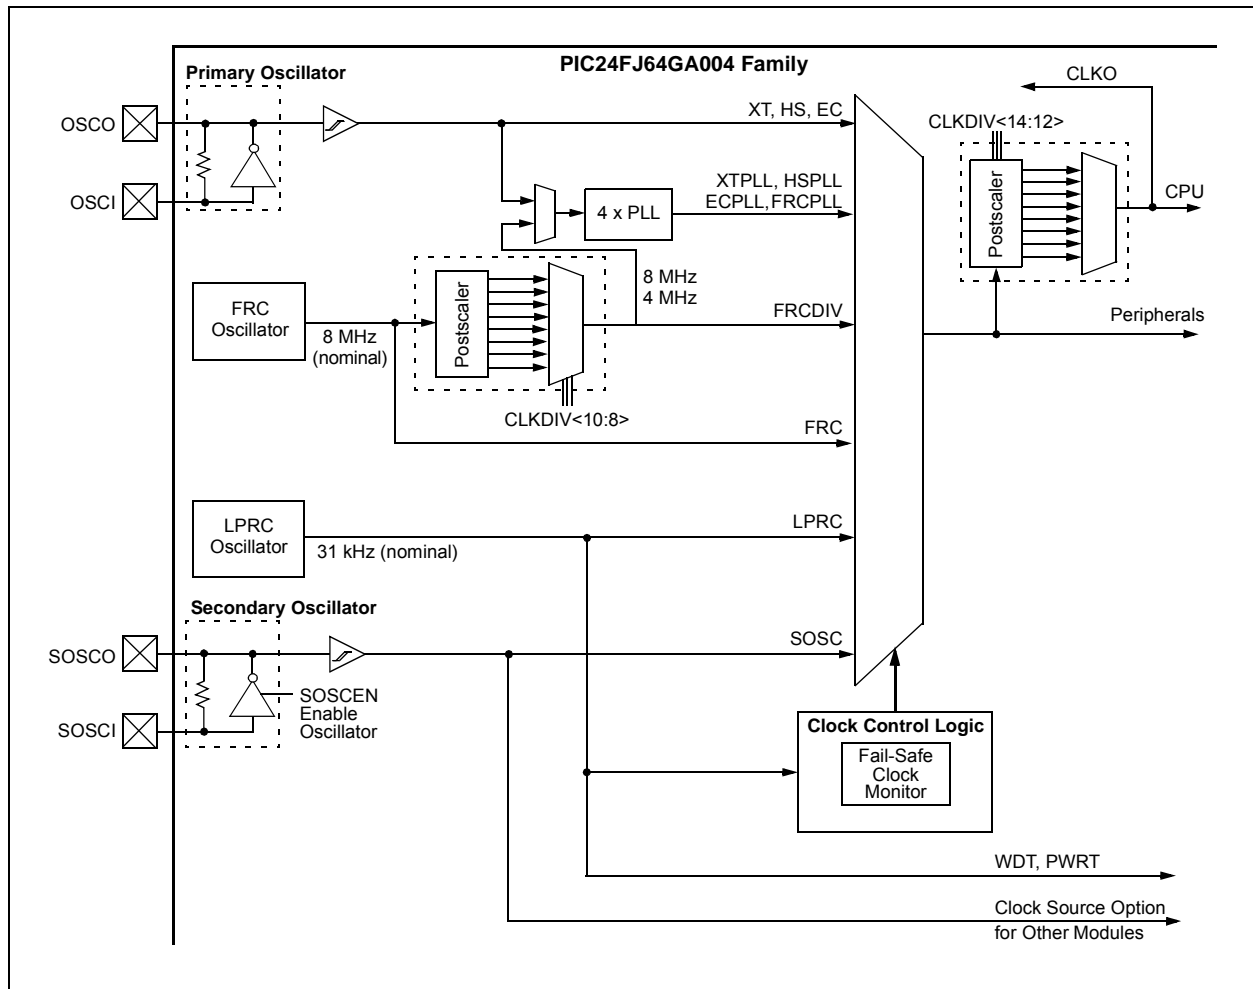 PIC24FJ64GA004 Family
Primary Oscillator
CLKO
OSCO
XT, HS, EC
CLKDIV<14:12>
XTPLL, HSPLL
ECPLL,FRCPLL
OSCI
4 x PLL
Postscaler
CPU
8 MHz
4 MHz
FRC
Oscillator
8 MHz
(nominal)
Postscaler
FRCDIV
Peripherals
CLKDIV<10:8>
FRC
LPRC
Oscillator
31 kHz (nominal)
LPRC
Secondary Oscillator
SOSCO
SOSC
SOSCEN
Enable
Oscillator
SOSCI
Clock Control Logic
Fail-Safe
Clock
Monitor
WDT, PWRT
Clock Source Option
for Other Modules